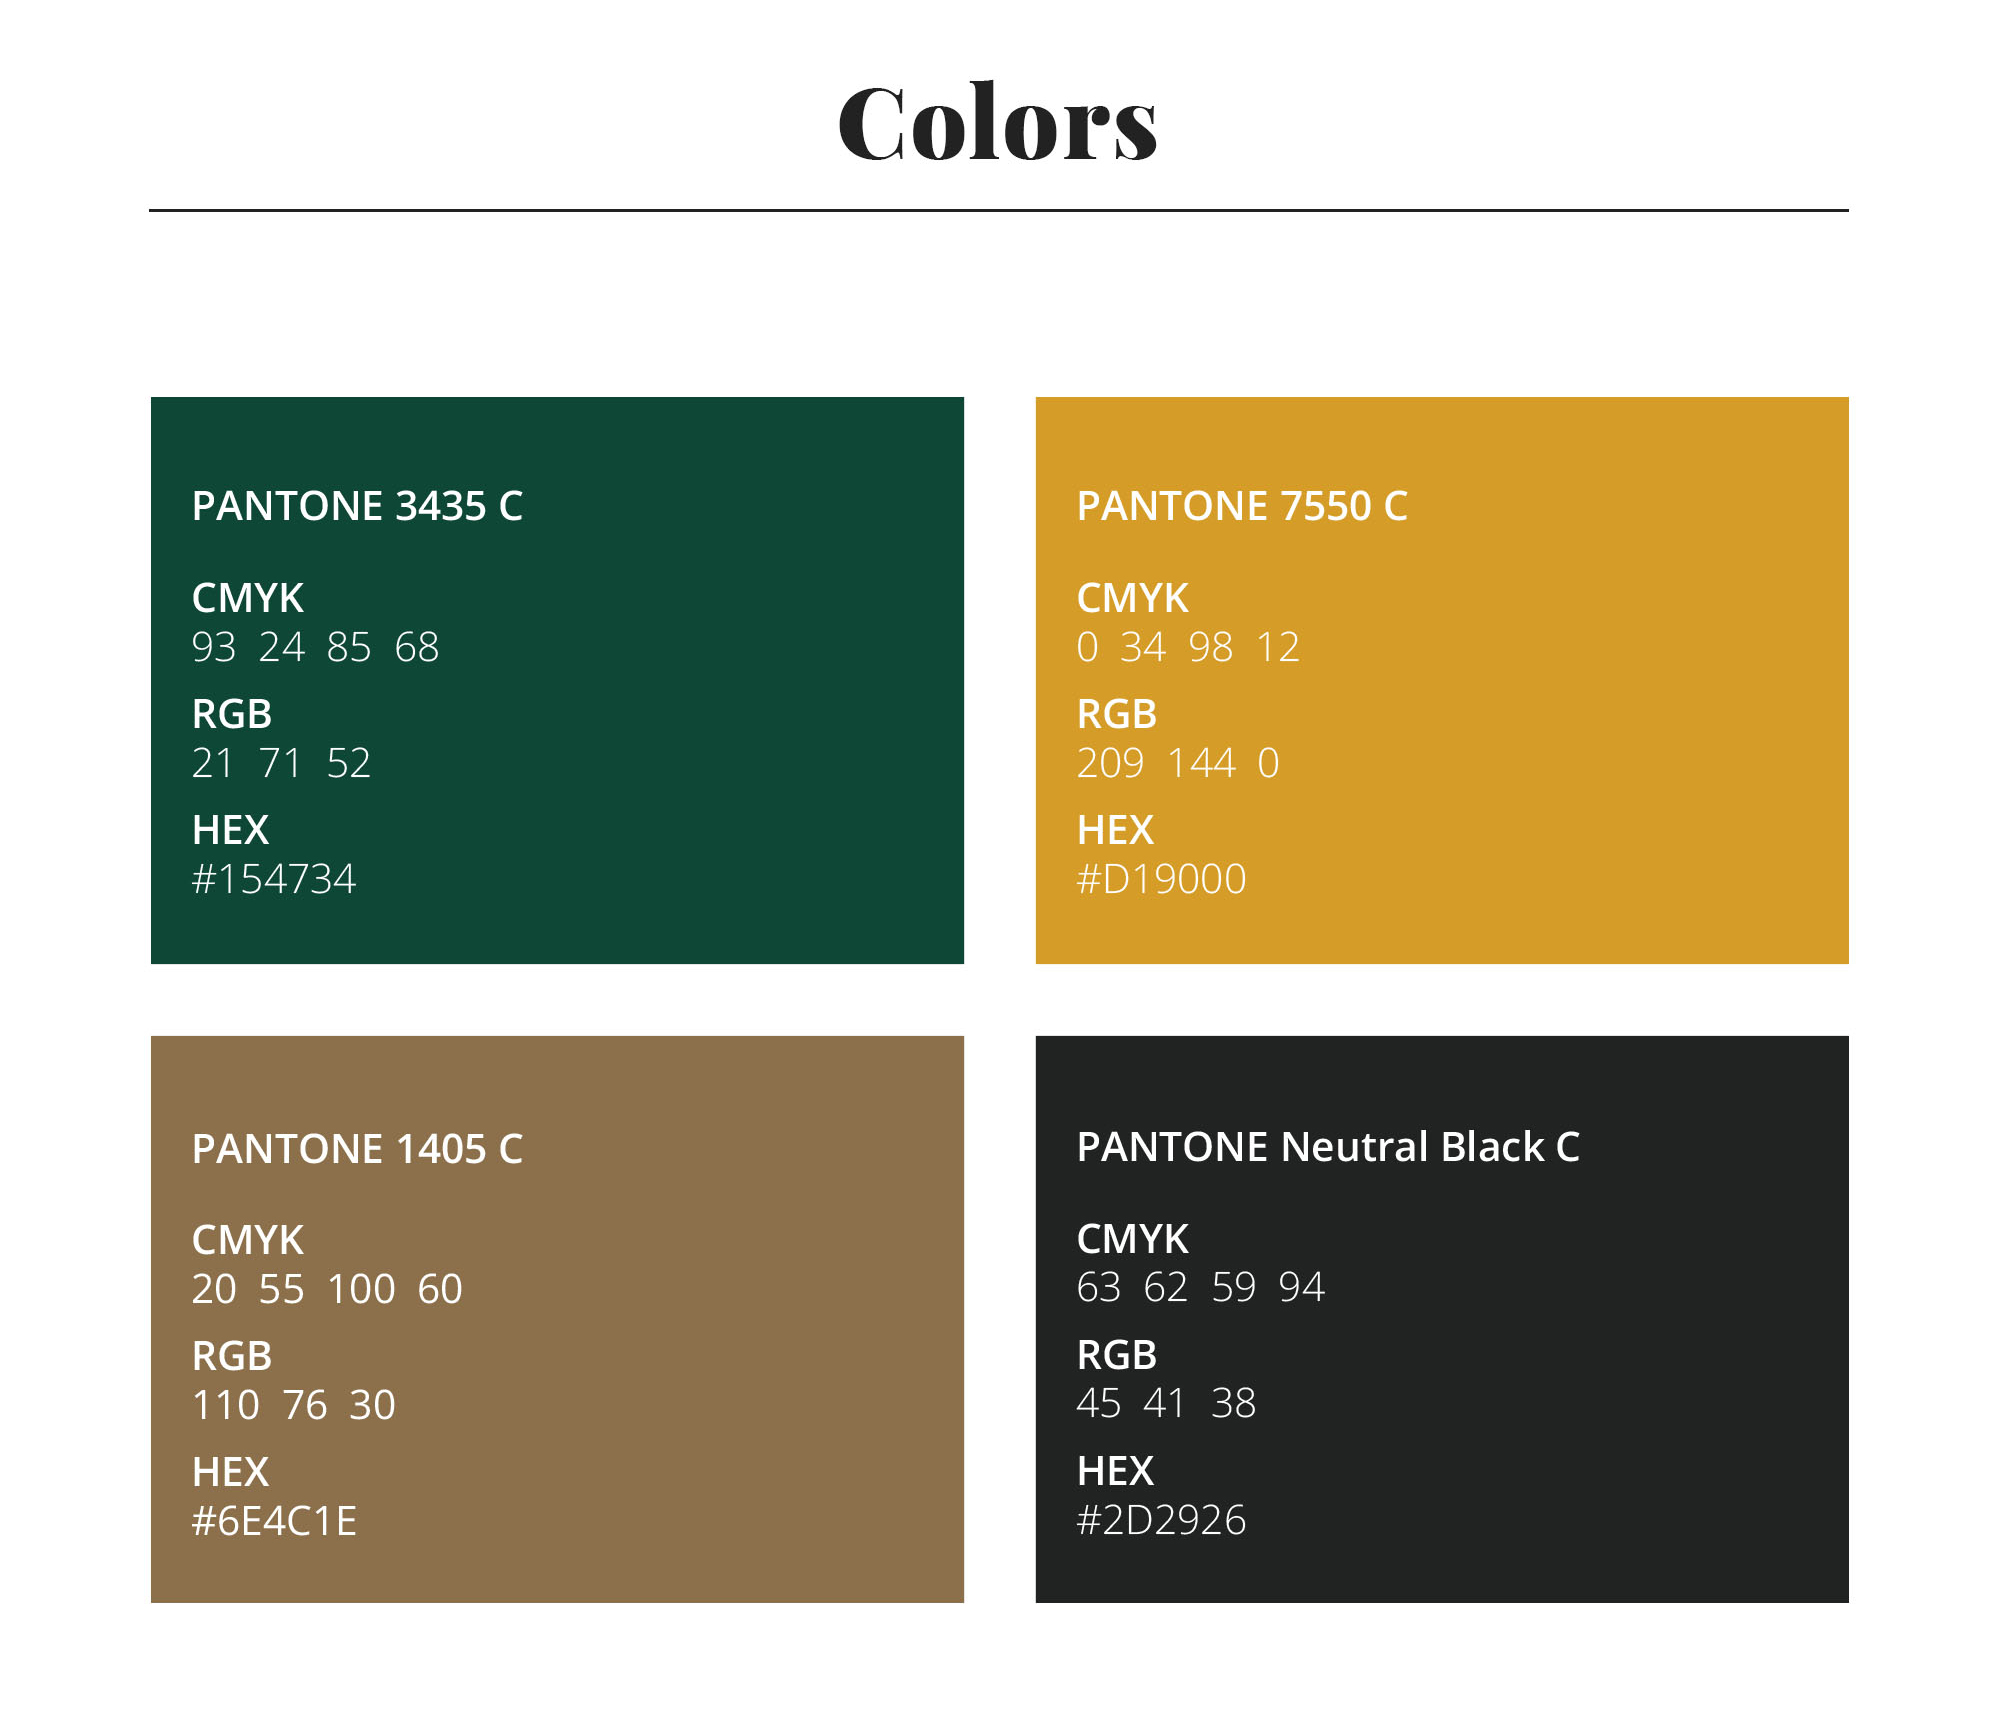 Colors
PANTONE 3435 C
CMYK
93 24 85 68
RGB
21 71 52
HEX
#154734
PANTONE 7550 C
CMYK
0 34 98 12
RGB
209 144 0
HEX
#D19000
PANTONE 1405 C
CMYK
20 55 100 60
RGB
110 76 30
HEX
#6E4C1E
PANTONE Neutral Black C
CMYK
63 62 59 94
RGB
45 41 38
HEX
#2D2926